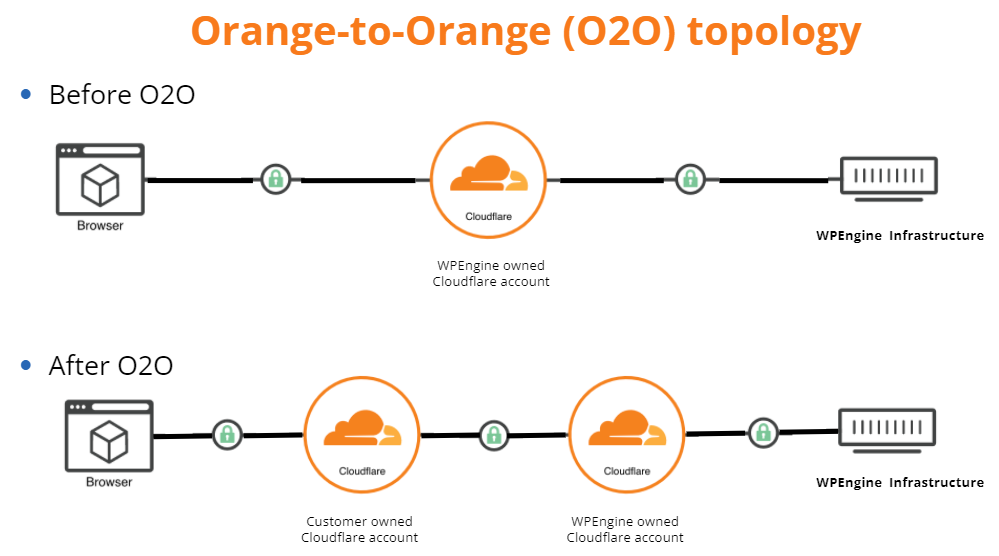 Orange-to-Orange (O2O) topology
• Before O2O
Browser
Cloudflare
WPEngine owned
Cloudflare account
WPEngine Infrastructure
• After O2O
Browser
Cloudflare
Customer owned
Cloudflare account
Cloudflare
WPEngine owned
Cloudflare account
WPEngine Infrastructure